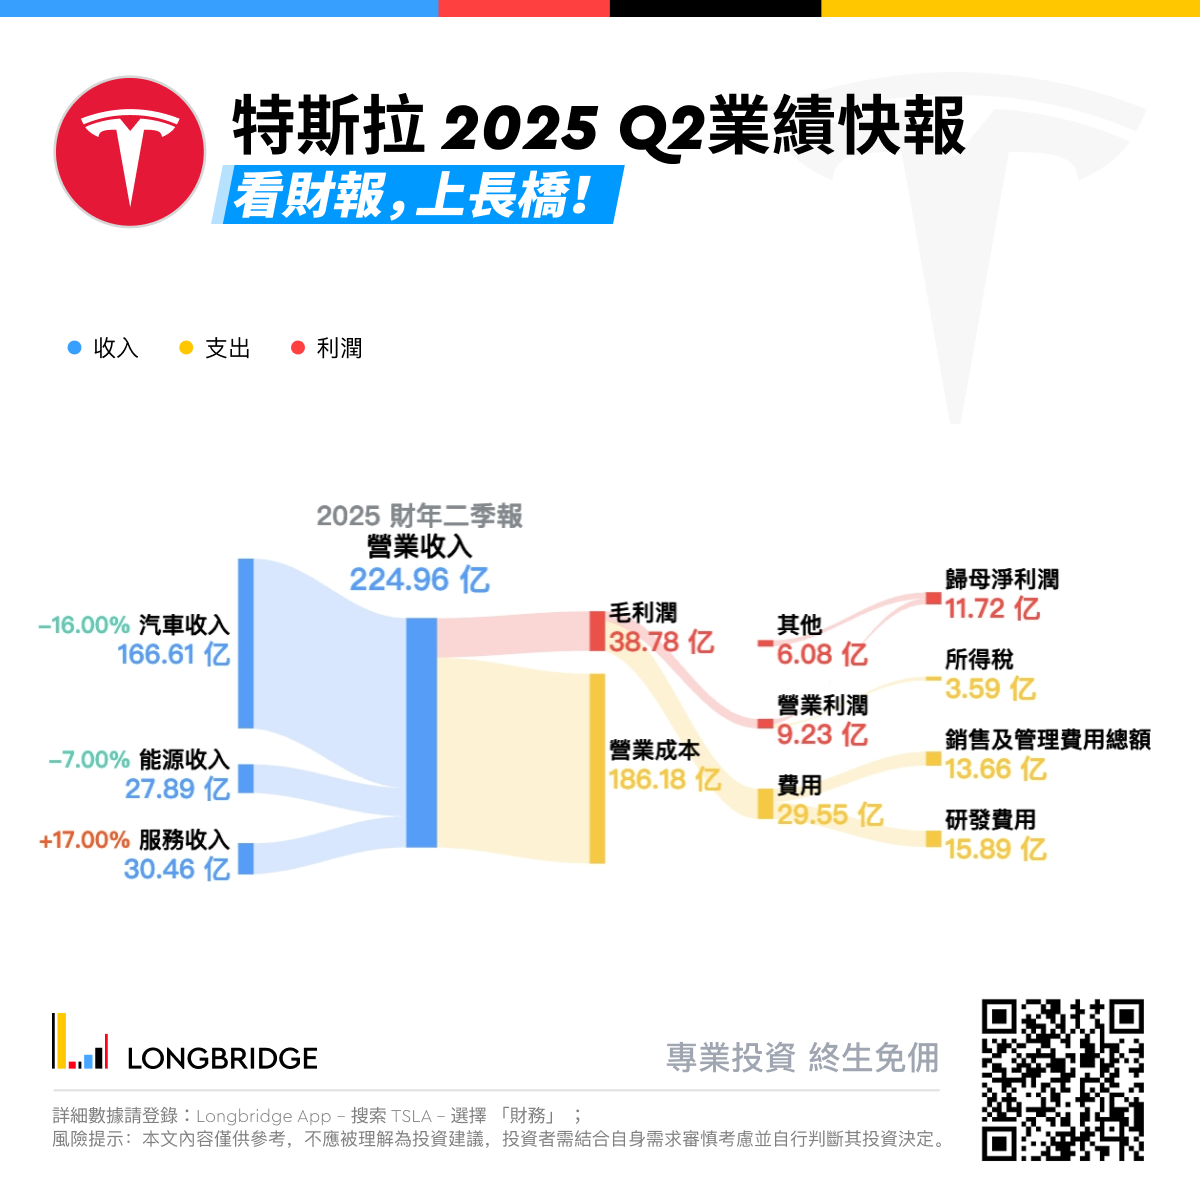 特斯拉 2025 Q2業績快報
看財報，上長橋！
收入
支出
利潤
2025 財年二季報
營業收入
224.96 亿
-16.00% 汽車收入
166.61 亿
-7.00% 能源收入
27.89 亿
+17.00% 服務收入
30.46 亿
毛利潤
38.78 亿
營業成本
186.18 亿
其他
6.08 亿
營業利潤
9.23 亿
費用
29.55 亿
歸母淨利潤
11.72 亿
所得稅
3.59 亿
銷售及管理費用總額
13.66 亿
研發費用
15.89 亿
LONGBRIDGE
專業投資 終生免佣
詳細數據請登錄：Longbridge App - 搜索 TSLA - 選擇 「財務」 ；
風險提示：本文內容僅供參考，不應被理解為投資建議，投資者需結合自身需求審慎考慮並自行判斷其投資決定。